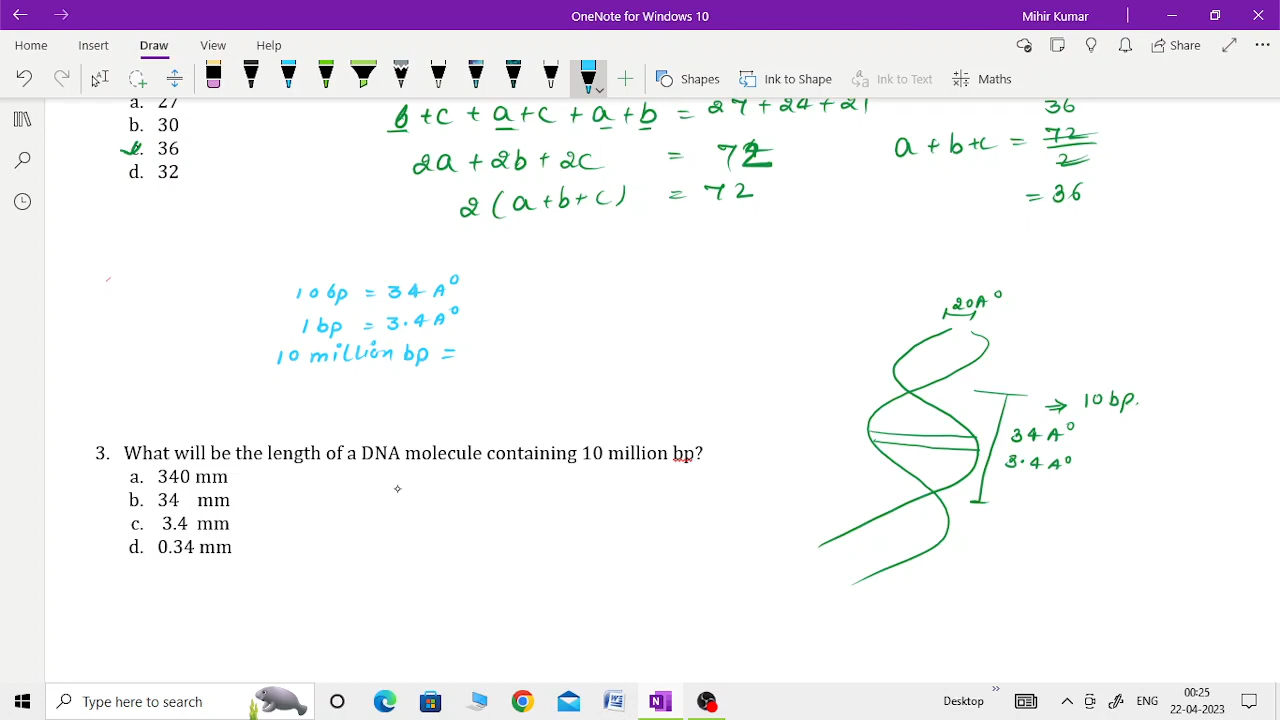 OneNote for Windows 10
Mihir Kumar
Home Insert Draw View Help
Share
Shapes Ink to Shape Ink to Text Maths
a. 27
b. 30
36
d. 32
b + c + a + c + a + b = 27 + 24 + 21
2a + 2b + 2c = 72
2 (a + b + c) = 72
36
a + b + c = 72
2
= 36
10 bp = 34 A°
1 bp = 3.4 A°
10 million bp =
20A°
⇒ 10 bp.
34 A°
3.4 A°
3. What will be the length of a DNA molecule containing 10 million bp?
a. 340 mm
b. 34 mm
c. 3.4 mm
d. 0.34 mm
Type here to search
Desktop
ENG
00:25
22-04-2023